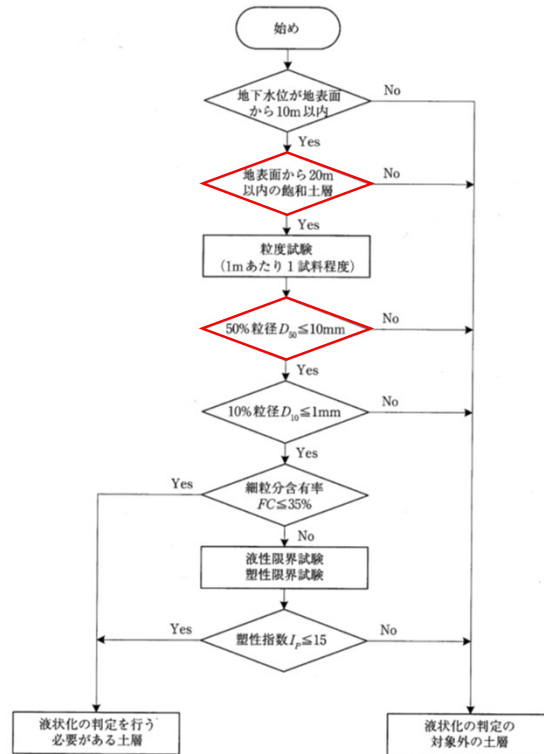 始め
地下水位が地表面
から10m以内
No
Yes
地表面から20m
以内の飽和土層
No
Yes
粒度試験
(1mあたり1試料程度)
50%粒径D50≦10mm
No
Yes
10%粒径D10≦1mm
No
Yes
細粒分含有率
FC≦35%
Yes
No
液性限界試験
塑性限界試験
塑性指数IP≦15
Yes
No
液状化の判定を行う
必要がある土層
液状化の判定の
対象外の土層